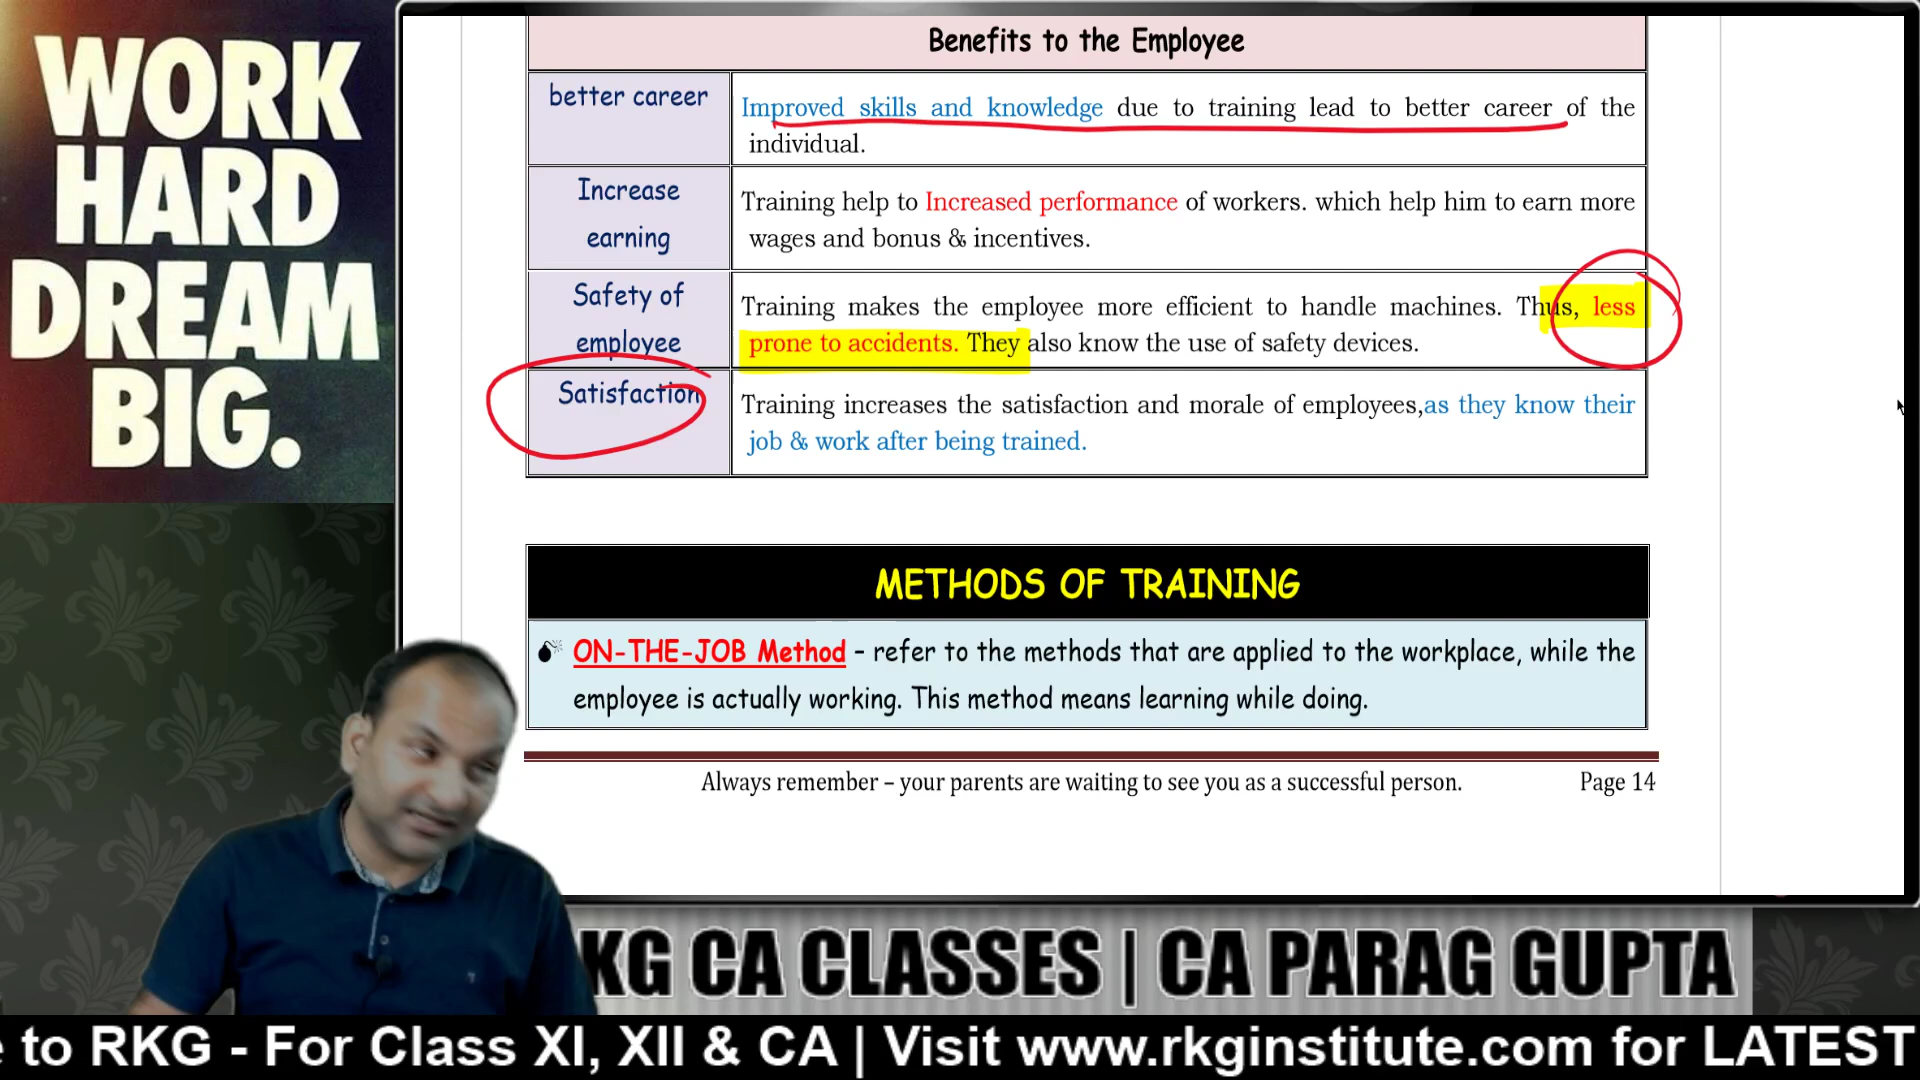 WORK
HARD
DREAM
BIG.
Benefits to the Employee
better career
Improved skills and knowledge due to training lead to better career of the
individual.
Increase
earning
Training help to Increased performance of workers. which help him to earn more
wages and bonus & incentives.
Safety of
employee
Training makes the employee more efficient to handle machines. Thus, less
prone to accidents. They also know the use of safety devices.
Satisfaction
Training increases the satisfaction and morale of employees,as they know their
job & work after being trained.
METHODS OF TRAINING
ON-THE-JOB Method - refer to the methods that are applied to the workplace, while the
employee is actually working. This method means learning while doing.
Always remember – your parents are waiting to see you as a successful person.
Page 14
KG CA CLASSES | CA PARAG GUPTA
to RKG - For Class XI, XII & CA | Visit www.rkginstitute.com for LATEST